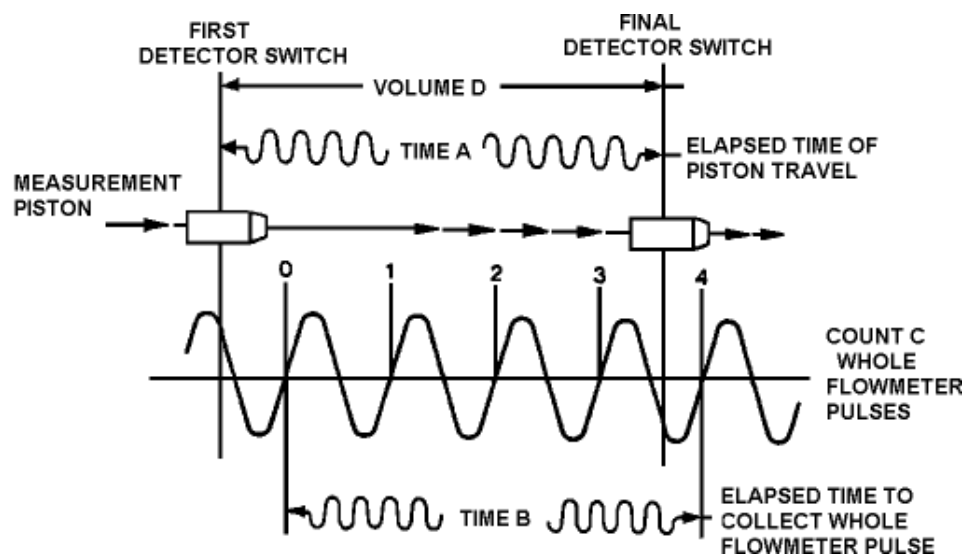 FIRST
DETECTOR SWITCH
FINAL
DETECTOR SWITCH
VOLUME D
TIME A
ELAPSED TIME OF
PISTON TRAVEL
MEASUREMENT
PISTON
0
1
2
3
4
COUNT C
WHOLE
FLOWMETER
PULSES
TIME B
ELAPSED TIME TO
COLLECT WHOLE
FLOWMETER PULSE